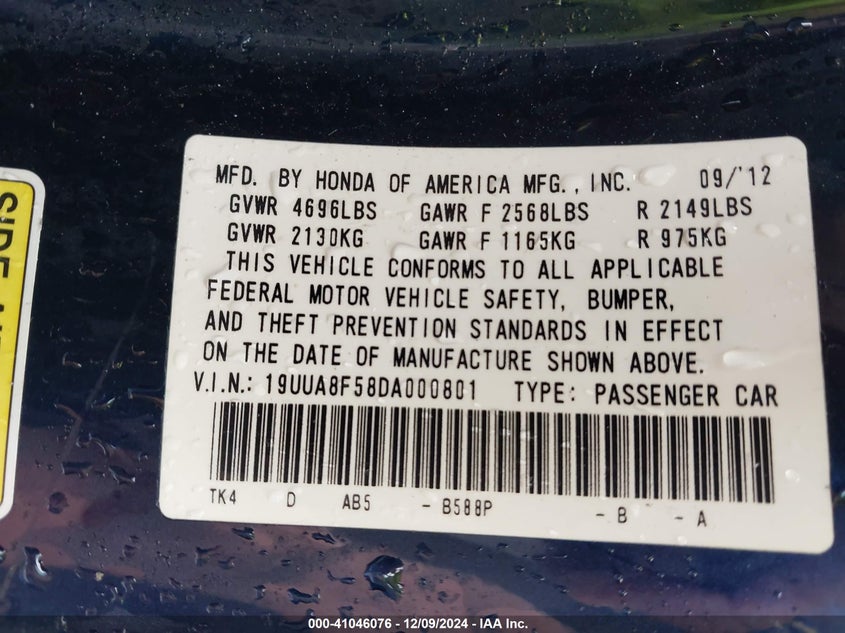 MFD. BY HONDA OF AMERICA MFG., INC. 09/'12
GVWR 4696LBS GAWR F 2568LBS R 2149LBS
GVWR 2130KG GAWR F 1165KG R 975KG
THIS VEHICLE CONFORMS TO ALL APPLICABLE
FEDERAL MOTOR VEHICLE SAFETY, BUMPER,
AND THEFT PREVENTION STANDARDS IN EFFECT
ON THE DATE OF MANUFACTURE SHOWN ABOVE.
V.I.N.: 19UUA8F58DA000801 TYPE: PASSENGER CAR
TK4 D AB5 - B588P - B - A
SIDE
000-41046076 - 12/09/2024 - IAA Inc.